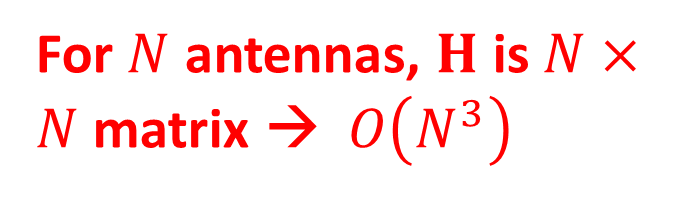 For N antennas, H is N ×
N matrix → O(N³)